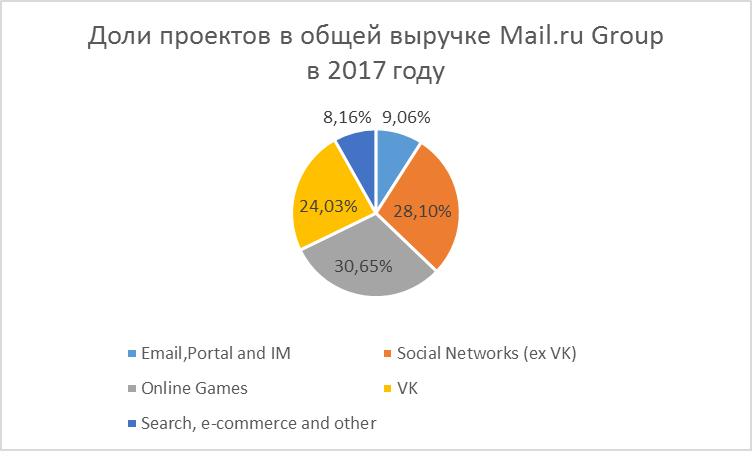 Доли проектов в общей выручке Mail.ru Group
в 2017 году
8,16% 9,06%
24,03% 28,10%
30,65%
Email,Portal and IM Social Networks (ex VK)
Online Games VK
Search, e-commerce and other